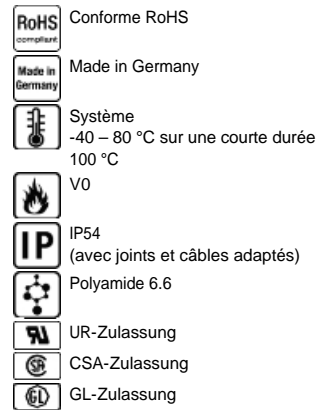 RoHS
compliant
Conforme RoHS
Made in
Germany
Made in Germany
Système
-40 – 80 °C sur une courte durée
100 °C
V0
IP
IP54
(avec joints et câbles adaptés)
Polyamide 6.6
UR-Zulassung
CSA-Zulassung
GL
GL-Zulassung